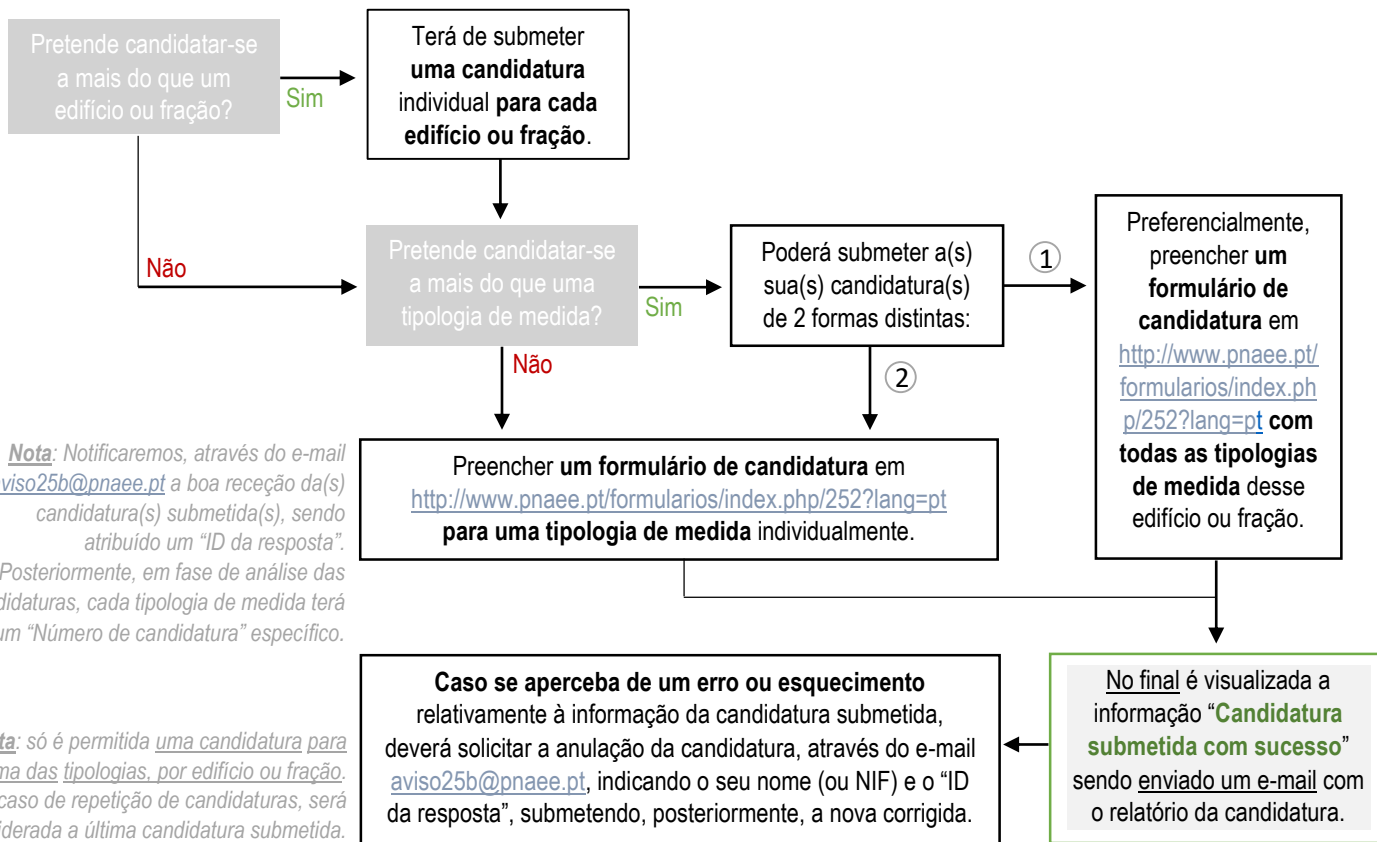 Pretende candidatar-se
a mais do que um
edifício ou fração?
Sim
Terá de submeter
uma candidatura
individual para cada
edifício ou fração.
Não
Pretende candidatar-se
a mais do que uma
tipologia de medida?
Sim
Poderá submeter a(s)
sua(s) candidatura(s)
de 2 formas distintas:
1
Preferencialmente,
preencher um
formulário de
candidatura em
http://www.pnaee.pt/
formularios/index.ph
p/252?lang=pt com
todas as tipologias
de medida desse
edifício ou fração.
Não
2
Preencher um formulário de candidatura em
http://www.pnaee.pt/formularios/index.php/252?lang=pt
para uma tipologia de medida individualmente.
Nota: Notificaremos, através do e-mail
aviso25b@pnaee.pt a boa receção da(s)
candidatura(s) submetida(s), sendo
atribuído um “ID da resposta”.
Posteriormente, em fase de análise das
cada tipologia de medida terá
um “Número de candidatura” específico.
No final é visualizada a
informação “Candidatura
submetida com sucesso”
sendo enviado um e-mail com
o relatório da candidatura.
Caso se aperceba de um erro ou esquecimento
relativamente à informação da candidatura submetida,
deverá solicitar a anulação da candidatura, através do e-mail
aviso25b@pnaee.pt, indicando o seu nome (ou NIF) e o “ID
da resposta”, submetendo, posteriormente, a nova corrigida.
só é permitida uma candidatura para
das tipologias, por edifício ou fração.
caso de repetição de candidaturas, será
a última candidatura submetida.